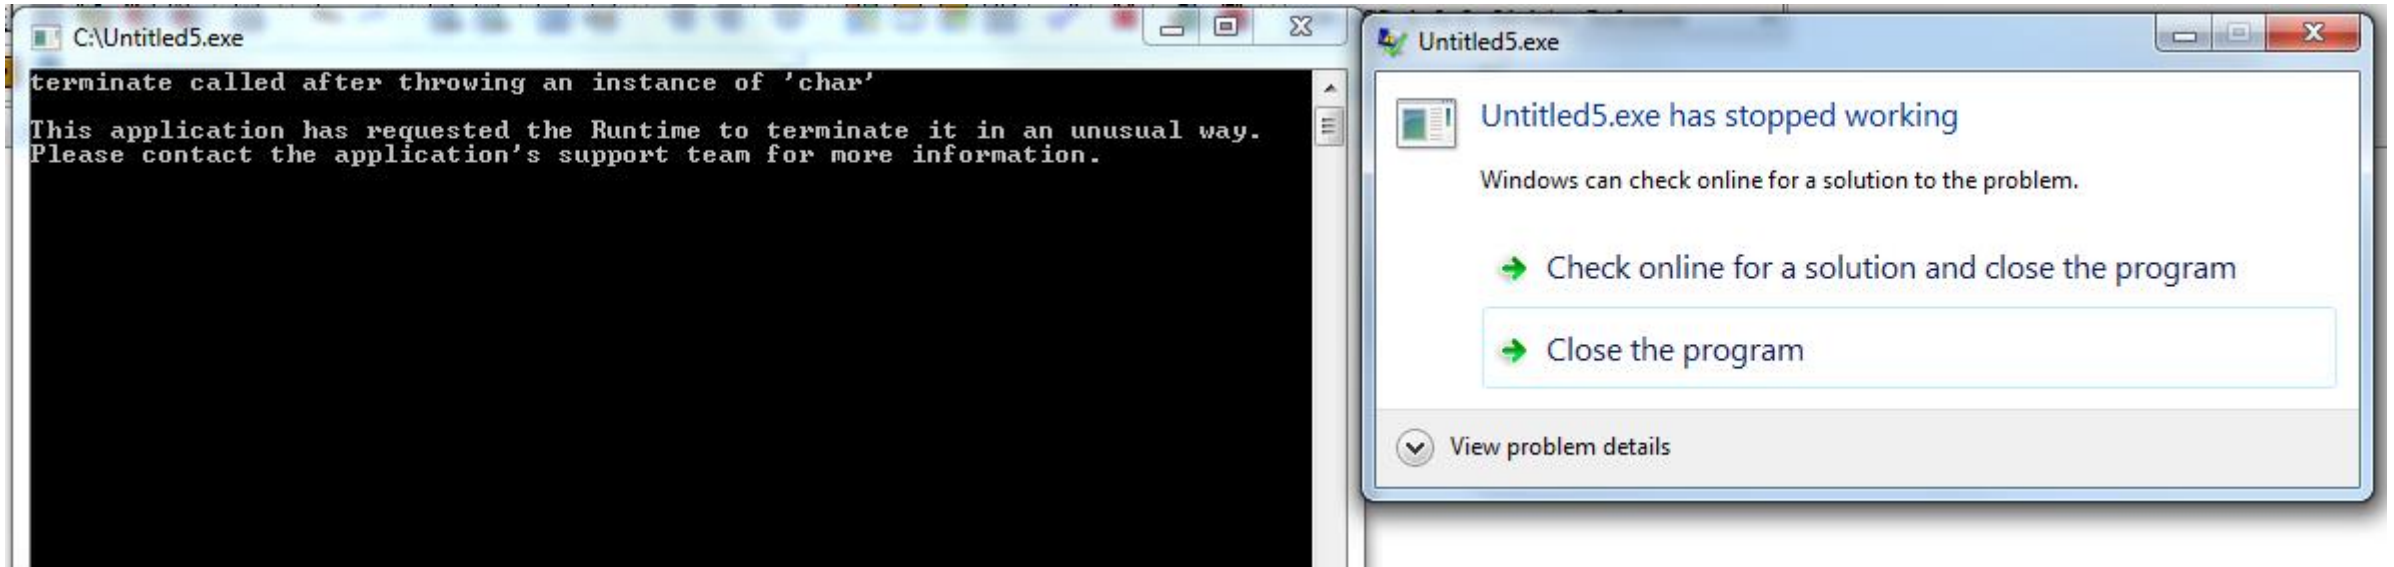 C:\Untitled5.exe
terminate called after throwing an instance of 'char'
This application has requested the Runtime to terminate it in an unusual way.
Please contact the application's support team for more information.
Untitled5.exe
Untitled5.exe has stopped working
Windows can check online for a solution to the problem.
Check online for a solution and close the program
Close the program
View problem details